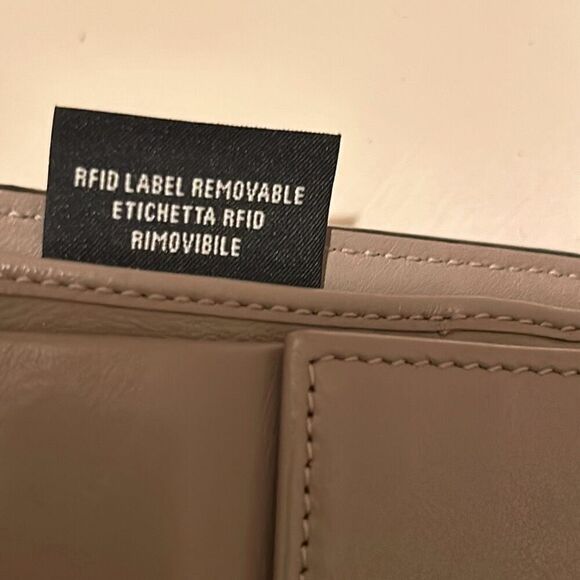 RFID LABEL REMOVABLE
ETICHETTA RFID
RIMOVIBILE